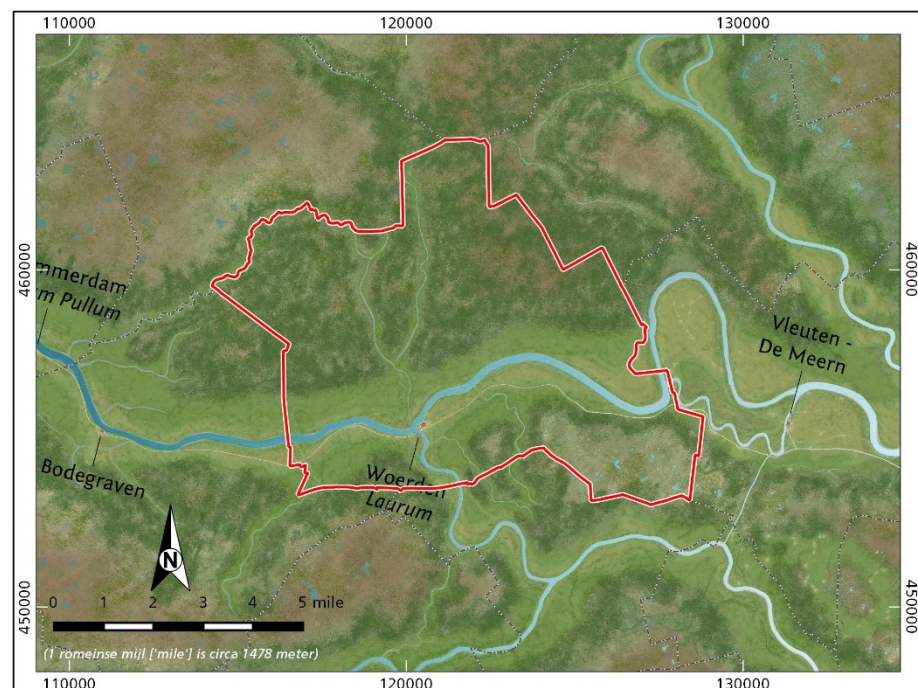 110000 120000 130000
460000
460000
mmerdam
m Pullum
Vleuten -
De Meern
Bodegraven
Woerden
Laurum
N
0 1 2 3 4 5 mile
(1 romeinse mijl ['mile'] is circa 1478 meter)
450000
450000
110000 120000 130000